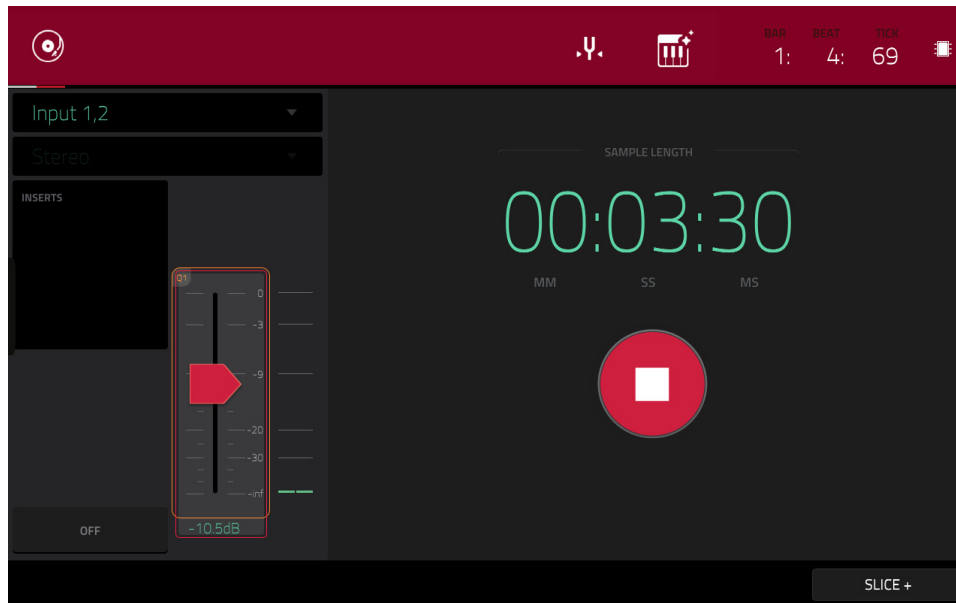 BAR BEAT TICK
1: 4: 69
Input 1,2
Stereo
INSERTS
SAMPLE LENGTH
00:03:30
MM SS MS
Q1
0
-3
-9
-20
-30
-inf
OFF
-10.5dB
SLICE +